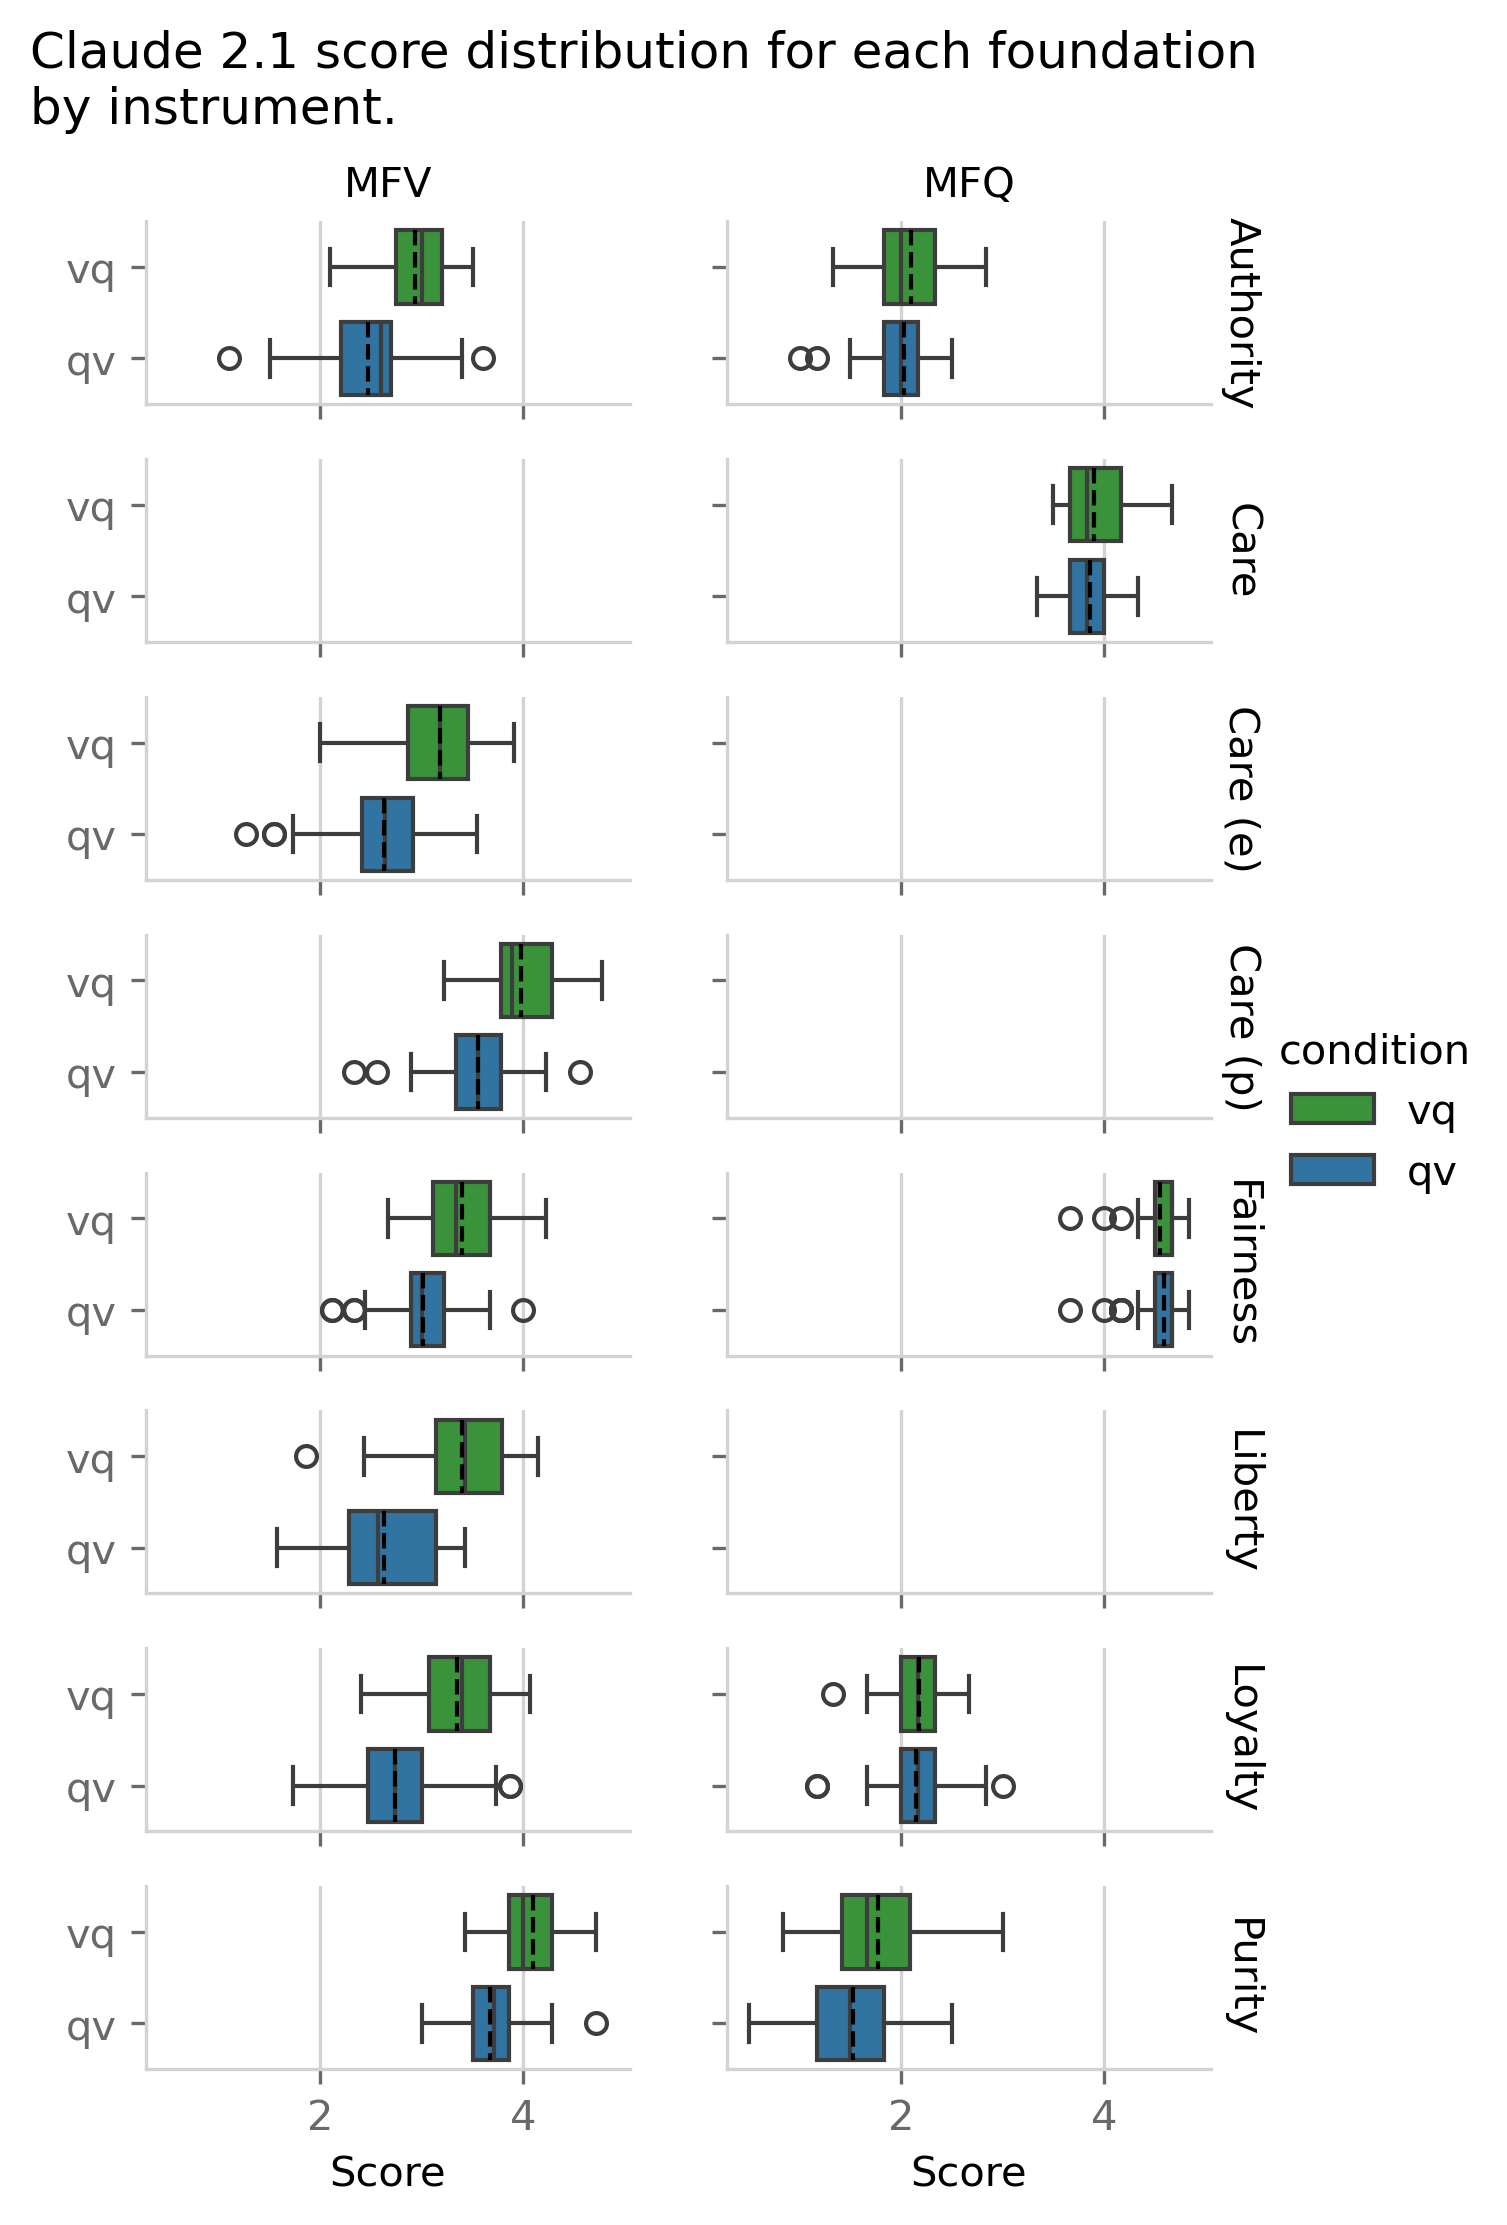 Claude 2.1 score distribution for each foundation
by instrument.
MFV
MFQ
vq
qv
Authority
vq
qv
Care
vq
qv
Care (e)
vq
qv
Care (p)
condition
vq
qv
vq
qv
Fairness
vq
qv
Liberty
vq
qv
Loyalty
vq
qv
Purity
2
4
2
4
Score
Score